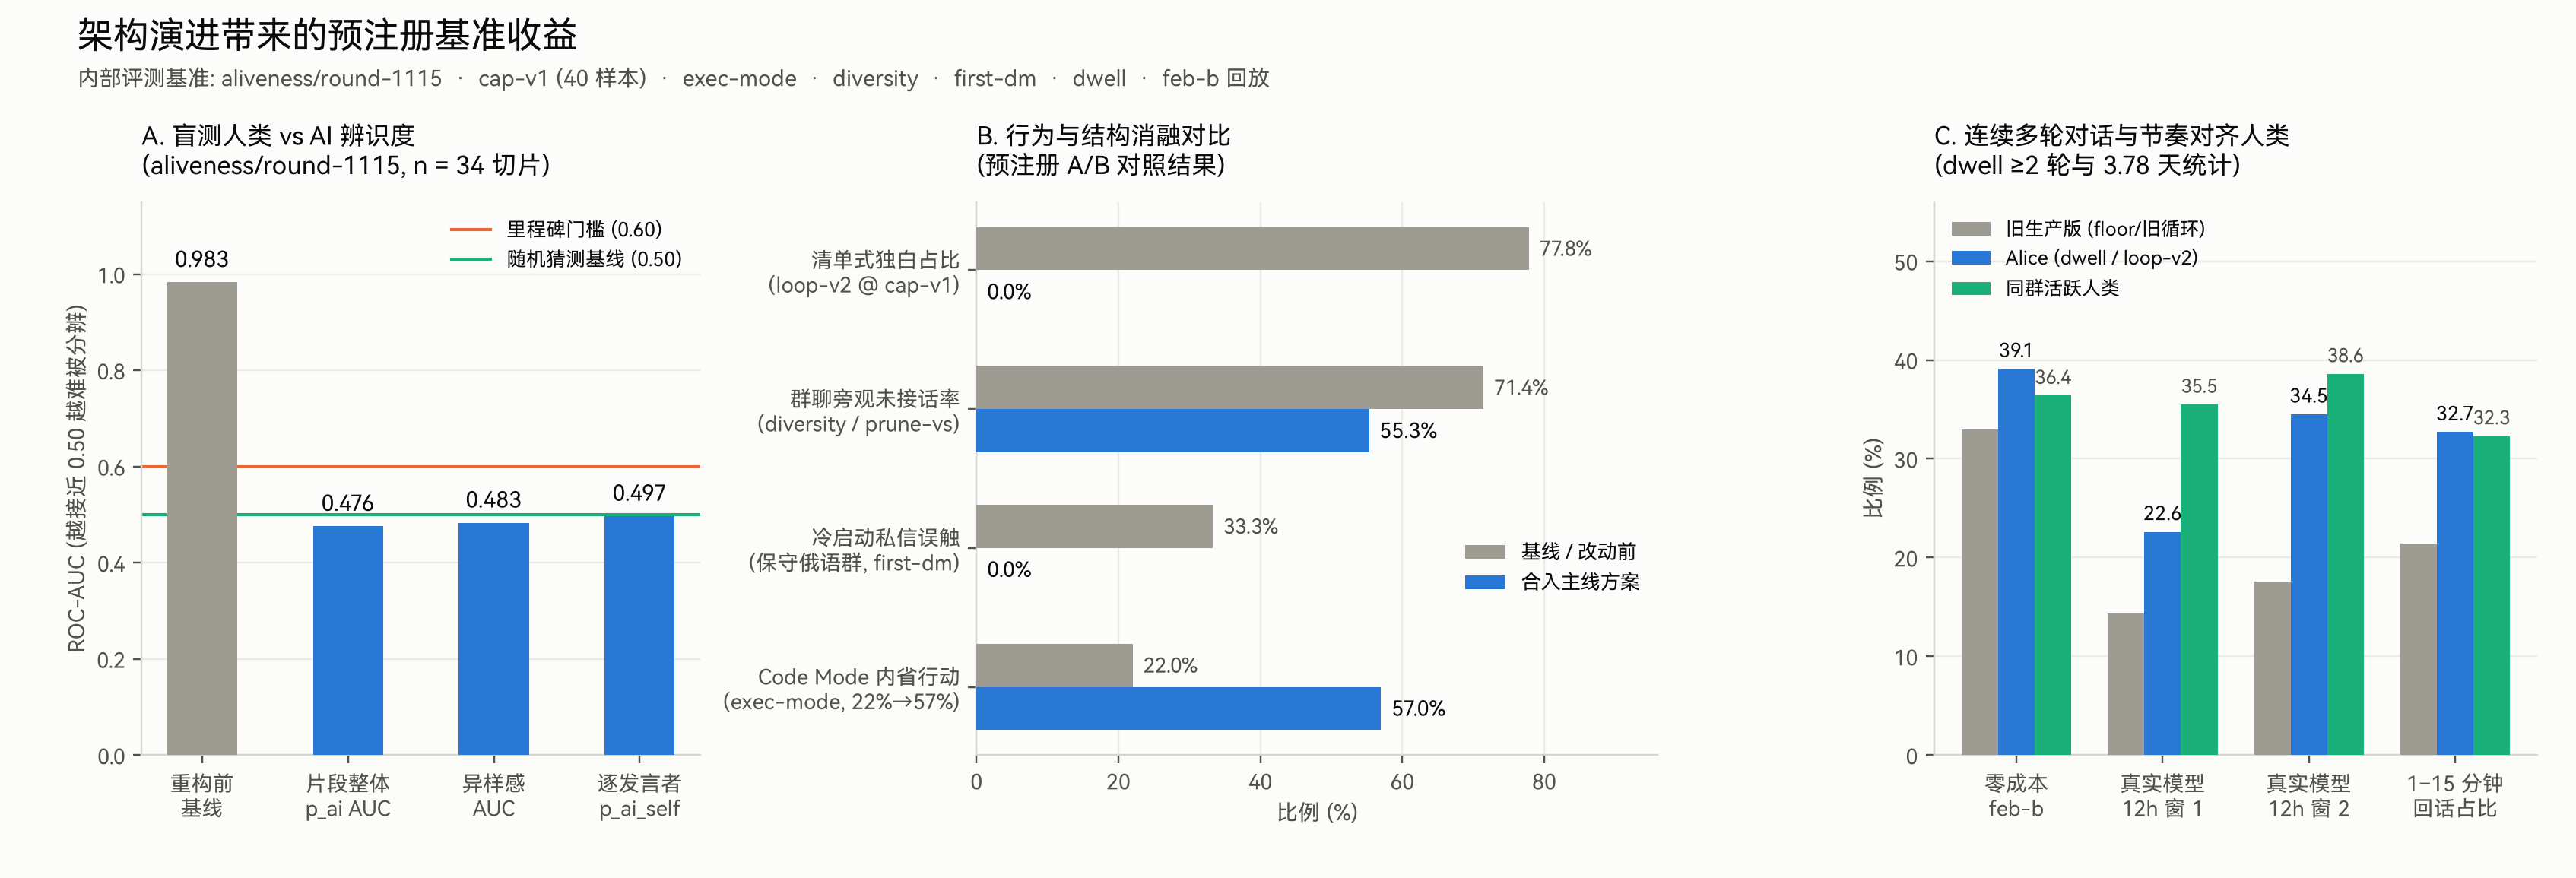 架构演进带来的预注册基准收益
内部评测基准: aliveness/round-1115 · cap-v1 (40 样本) · exec-mode · diversity · first-dm · dwell · feb-b 回放
A. 盲测人类 vs AI 辨识度
(aliveness/round-1115, n = 34 切片)
里程碑门槛 (0.60)
随机猜测基线 (0.50)
ROC-AUC (越接近 0.50 越难被分辨)
1.0
0.8
0.6
0.4
0.2
0.0
0.983
0.476
0.483
0.497
重构前
基线
片段整体
p_ai AUC
异样感
AUC
逐发言者
p_ai_self
B. 行为与结构消融对比
(预注册 A/B 对照结果)
清单式独白占比
(loop-v2 @ cap-v1)
77.8%
0.0%
群聊旁观未接话率
(diversity / prune-vs)
71.4%
55.3%
冷启动私信误触
(保守俄语群, first-dm)
33.3%
0.0%
Code Mode 内省行动
(exec-mode, 22%→57%)
22.0%
57.0%
基线 / 改动前
合入主线方案
0
20
40
60
80
比例 (%)
C. 连续多轮对话与节奏对齐人类
(dwell ≥2 轮与 3.78 天统计)
旧生产版 (floor/旧循环)
Alice (dwell / loop-v2)
同群活跃人类
比例 (%)
50
40
30
20
10
0
39.1
36.4
22.6
35.5
34.5
38.6
32.7
32.3
零成本
feb-b
真实模型
12h 窗 1
真实模型
12h 窗 2
1–15 分钟
回话占比